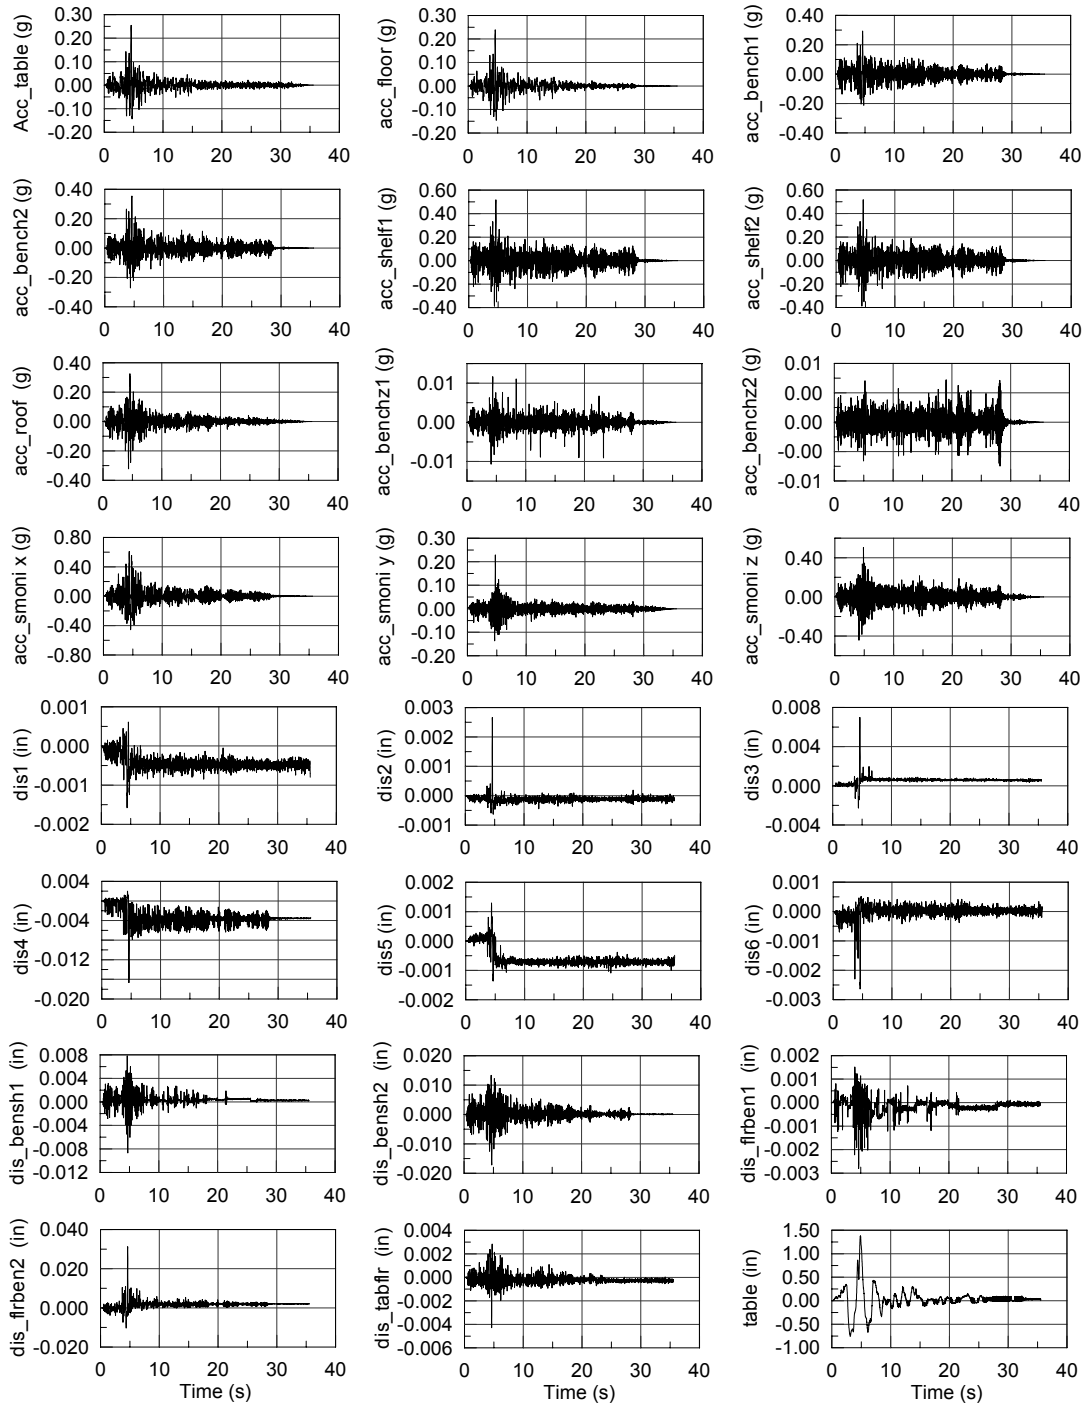 Acc_table (g)
0.30
0.20
0.10
0.00
-0.10
-0.20
0 10 20 30 40
acc_floor (g)
0.30
0.20
0.10
0.00
-0.10
-0.20
0 10 20 30 40
acc_bench1 (g)
0.40
0.20
0.00
-0.20
-0.40
0 10 20 30 40
acc_bench2 (g)
0.40
0.20
0.00
-0.20
-0.40
0 10 20 30 40
acc_shelf1 (g)
0.60
0.40
0.20
0.00
-0.20
-0.40
0 10 20 30 40
acc_shelf2 (g)
0.60
0.40
0.20
0.00
-0.20
-0.40
0 10 20 30 40
acc_roof (g)
0.40
0.20
0.00
-0.20
-0.40
0 10 20 30 40
acc_benchz1 (g)
0.01
0.00
-0.01
0 10 20 30 40
acc_benchz2 (g)
0.01
0.00
-0.00
-0.00
-0.01
0 10 20 30 40
acc_smoni x (g)
0.80
0.40
0.00
-0.40
-0.80
0 10 20 30 40
acc_smoni y (g)
0.30
0.20
0.10
0.00
-0.10
-0.20
0 10 20 30 40
acc_smoni z (g)
0.40
0.00
-0.40
0 10 20 30 40
dis1 (in)
0.001
0.000
-0.001
-0.002
0 10 20 30 40
dis2 (in)
0.003
0.002
0.001
-0.000
-0.001
0 10 20 30 40
dis3 (in)
0.008
0.004
0.000
-0.004
0 10 20 30 40
dis4 (in)
0.004
-0.004
-0.012
-0.020
0 10 20 30 40
dis5 (in)
0.002
0.001
0.000
-0.001
-0.002
0 10 20 30 40
dis6 (in)
0.001
0.000
-0.001
-0.002
-0.003
0 10 20 30 40
dis_bensh1 (in)
0.008
0.004
0.000
-0.004
-0.008
-0.012
0 10 20 30 40
dis_bensh2 (in)
0.020
0.010
0.000
-0.010
-0.020
0 10 20 30 40
dis_flrben1 (in)
0.002
0.001
-0.000
-0.001
-0.002
-0.003
0 10 20 30 40
dis_flrben2 (in)
0.040
0.020
0.000
-0.020
0 10 20 30 40
Time (s)
dis_tabflr (in)
0.004
0.002
0.000
-0.002
-0.004
-0.006
0 10 20 30 40
Time (s)
table (in)
1.50
1.00
0.50
0.00
-0.50
-1.00
0 10 20 30 40
Time (s)